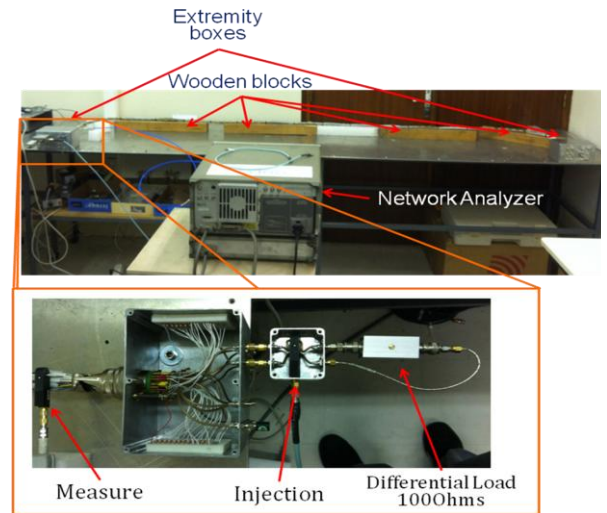 Extremity
boxes
Wooden blocks
Network Analyzer
Measure
Injection
Differential Load
100Ohms